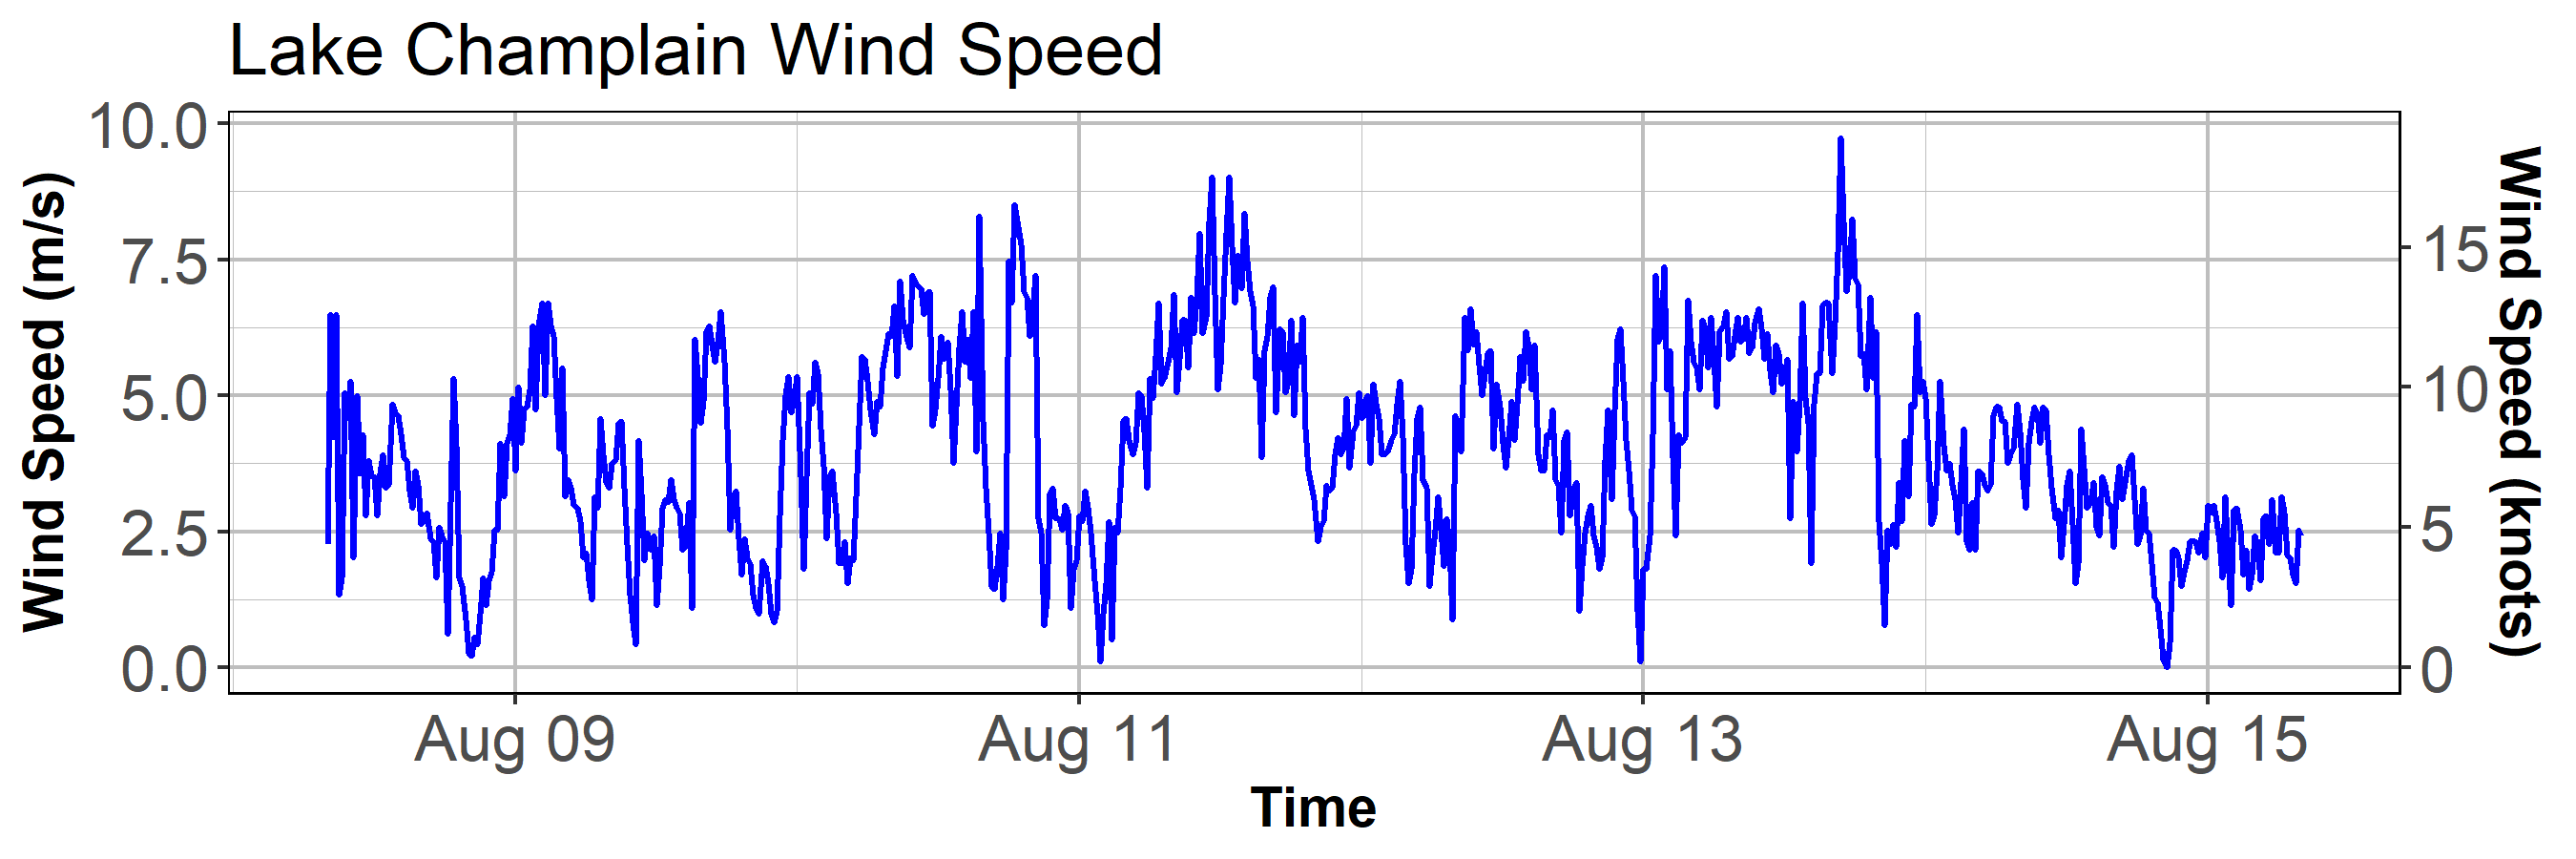 Lake Champlain Wind Speed
10.0
7.5
5.0
2.5
0.0
Wind Speed (m/s)
15
10
5
0
Wind Speed (knots)
Aug 09
Aug 11
Aug 13
Aug 15
Time